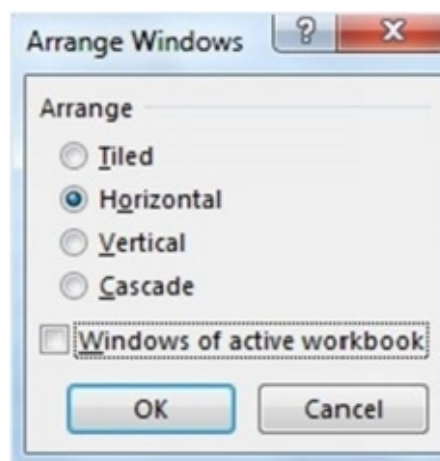 Arrange Windows
Arrange
Tiled
Horizontal
Vertical
Cascade
Windows of active workbook
OK
Cancel